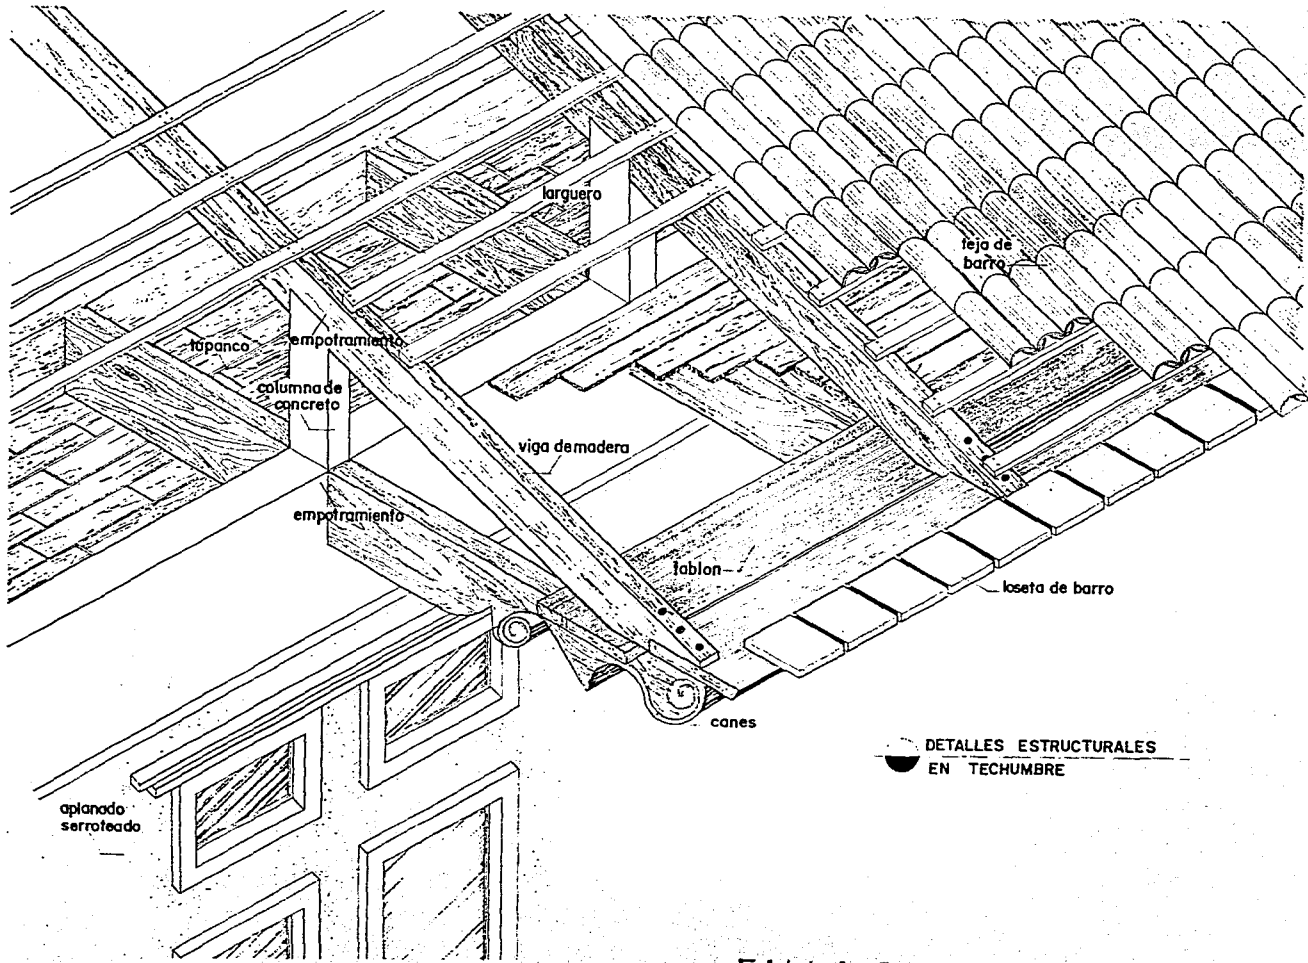 larguero
teja de
barro
tapanco
empotramiento
columna de
concreto
viga de madera
empotramiento
tablon
loseta de barro
canes
DETALLES ESTRUCTURALES
EN TECHUMBRE
aplanado
serroteado